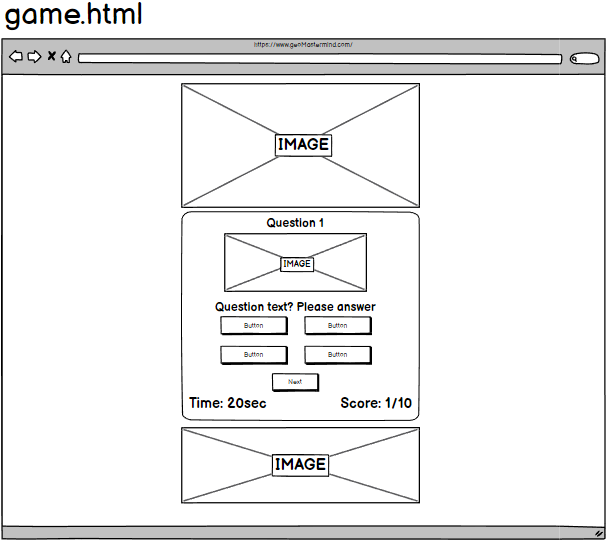 game.html
https://www.geoMastermind.com/
IMAGE
Question 1
IMAGE
Question text? Please answer
Button Button
Button Button
Next
Time: 20sec Score: 1/10
IMAGE